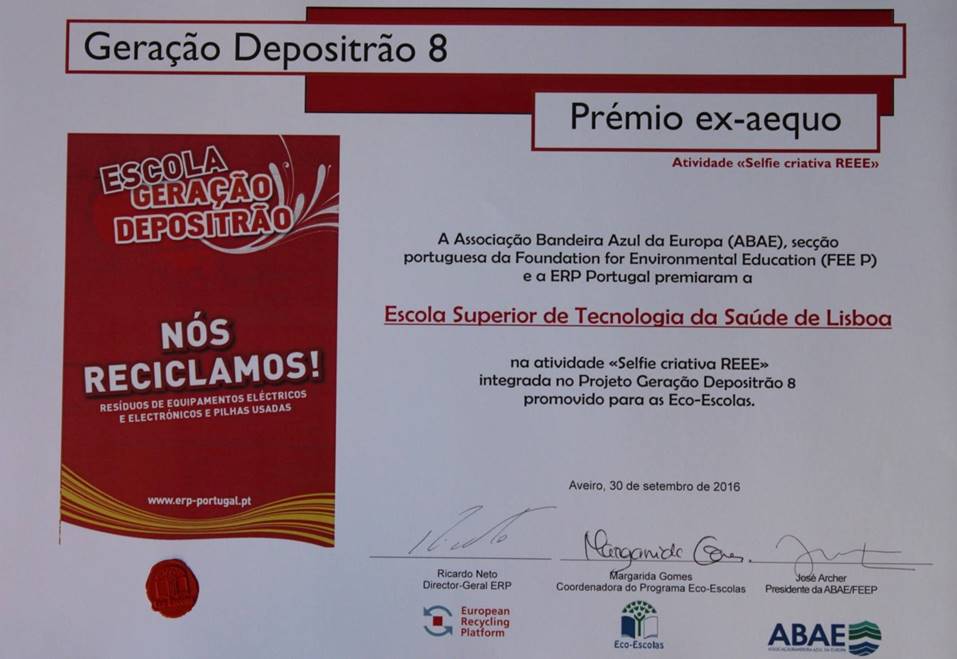 Geração Depositrão 8
Prémio ex-aequo
Atividade «Selfie criativa REEE»
ESCOLA
GERAÇÃO
DEPOSITRÃO
NÓS
RECICLAMOS!
RESÍDUOS DE EQUIPAMENTOS ELÉCTRICOS
E ELECTRÓNICOS E PILHAS USADAS
www.erp-portugal.pt
A Associação Bandeira Azul da Europa (ABAE), secção
portuguesa da Foundation for Environmental Education (FEE P)
e a ERP Portugal premiaram a
Escola Superior de Tecnologia da Saúde de Lisboa
na atividade «Selfie criativa REEE»
integrada no Projeto Geração Depositrão 8
promovido para as Eco-Escolas.
Aveiro, 30 de setembro de 2016
Margarida Gomes
Ricardo Neto
Director-Geral ERP
Margarida Gomes
Coordenadora do Programa Eco-Escolas
José Archer
Presidente da ABAE/FEEP
European
Recycling
Platform
Eco-Escolas
ABAE